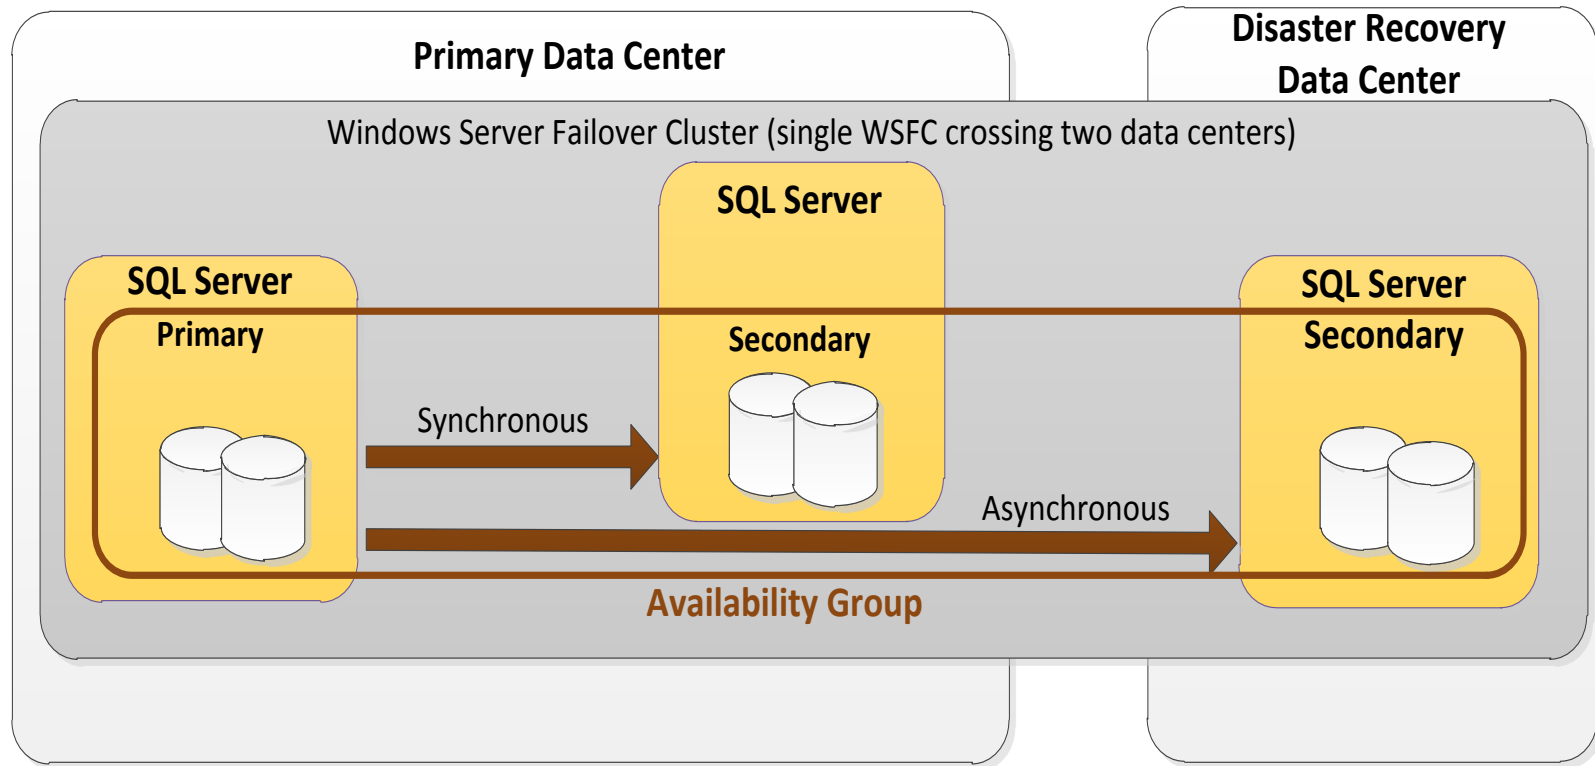 Primary Data Center
Disaster Recovery
Data Center
Windows Server Failover Cluster (single WSFC crossing two data centers)
SQL Server
Primary
SQL Server
Secondary
SQL Server
Secondary
Synchronous
Asynchronous
Availability Group